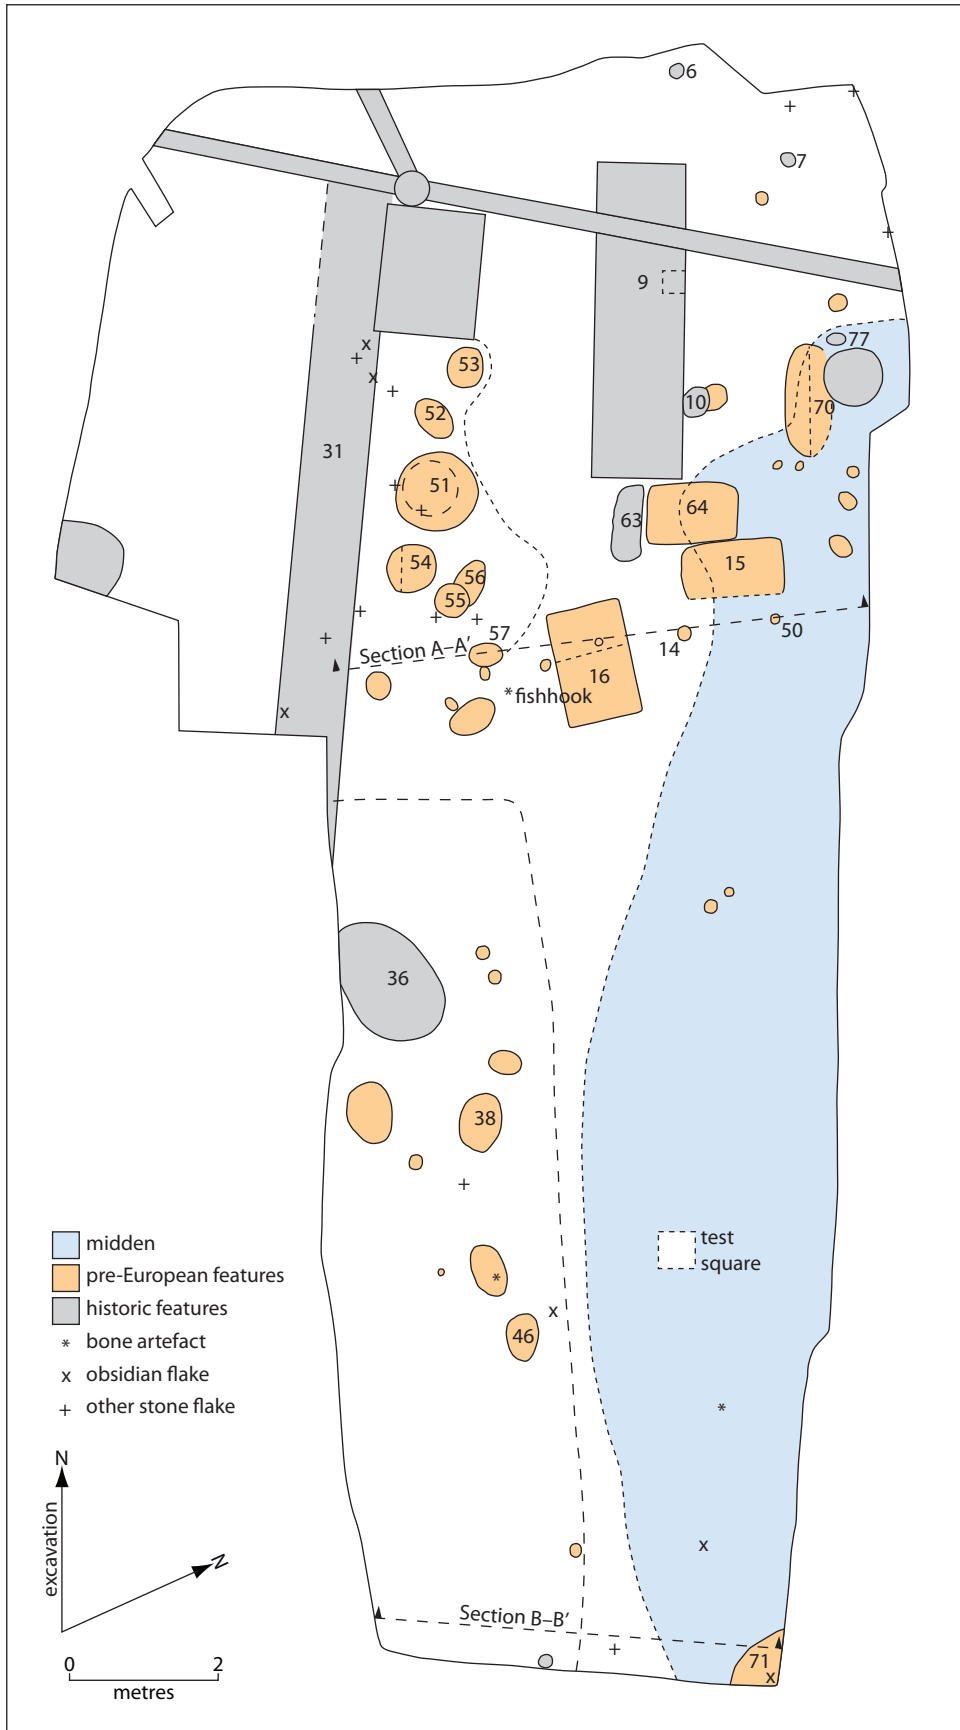 6
7
9
77
53
10
70
52
31
51
64
63
54
15
56
55
57
50
Section A–A'
14
16
*fishhook
36
38
test
square
midden
pre-European features
historic features
* bone artefact
x obsidian flake
+ other stone flake
46
N
N
excavation
Section B–B'
71
0 2
metres